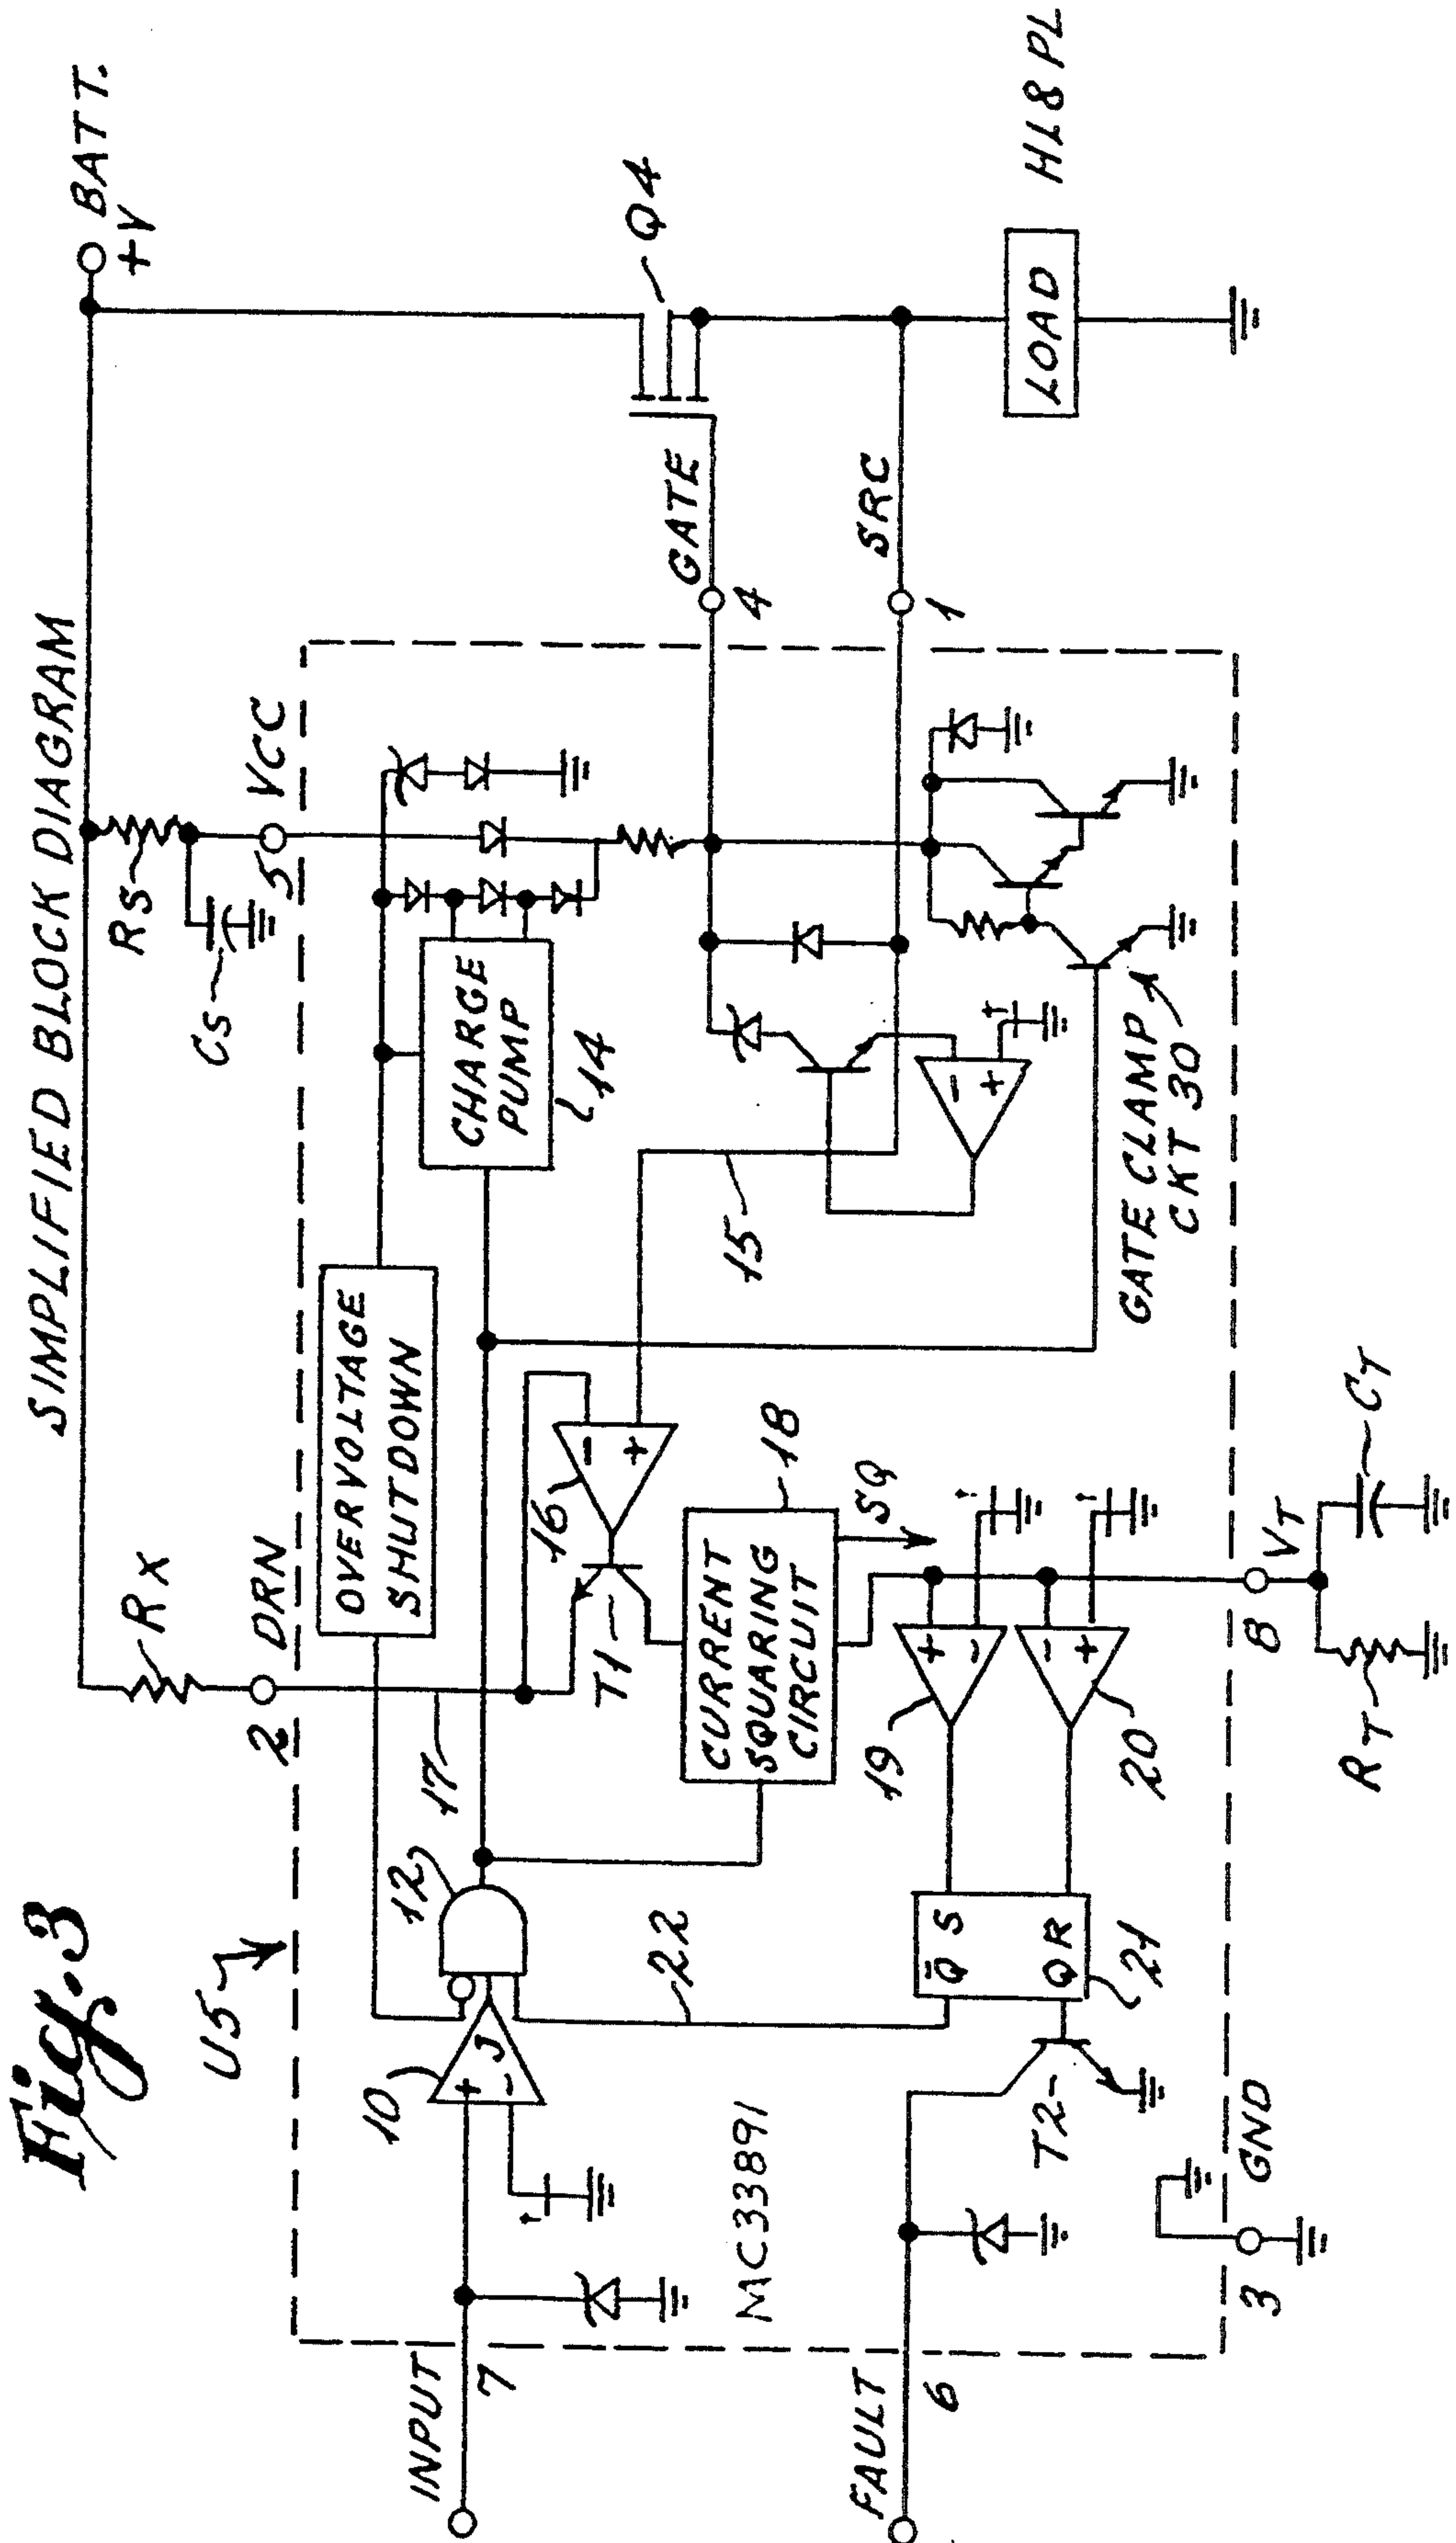 Fig. 3
SIMPLIFIED BLOCK DIAGRAM
BATT.
+V
U5
RX
RS
CS
2
DRN
5
VCC
OVERVOLTAGE
SHUTDOWN
10
+
-
12
17
16
-
+
T1
CHARGE
PUMP
14
GATE
4
Q4
SRC
1
LOAD
H18 PL
INPUT
7
MC33891
22
CURRENT
SQUARING
CIRCUIT
18
SQ
15
-
+
GATE CLAMP
CKT 30
FAULT
6
T2
Q̄ S
Q R
21
19
+
-
20
-
+
3
GND
8
VT
RT
CT